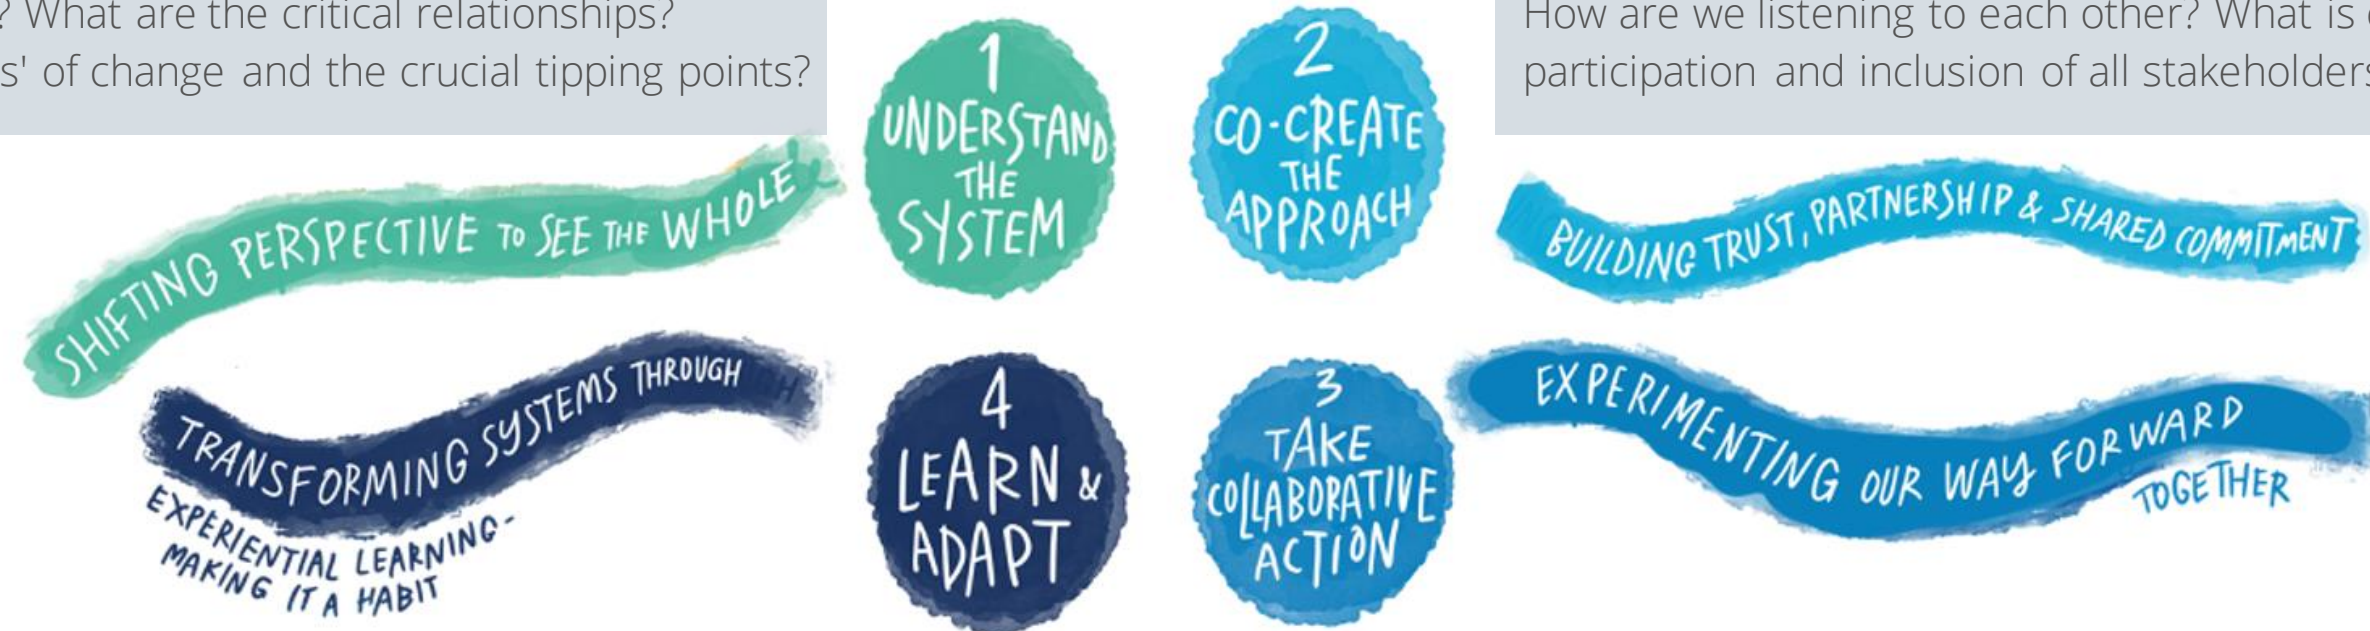 ? What are the critical relationships?
s' of change and the crucial tipping points?
How are we listening to each other? What is
participation and inclusion of all stakeholders
1
UNDERSTAND
THE
SYSTEM
2
CO-CREATE
THE
APPROACH
SHIFTING PERSPECTIVE TO SEE THE WHOLE
BUILDING TRUST, PARTNERSHIP & SHARED COMMITMENT
4
LEARN &
ADAPT
3
TAKE
COLLABORATIVE
ACTION
TRANSFORMING SYSTEMS THROUGH
EXPERIENTIAL LEARNING-
MAKING IT A HABIT
EXPERIMENTING OUR WAY FORWARD
TOGETHER